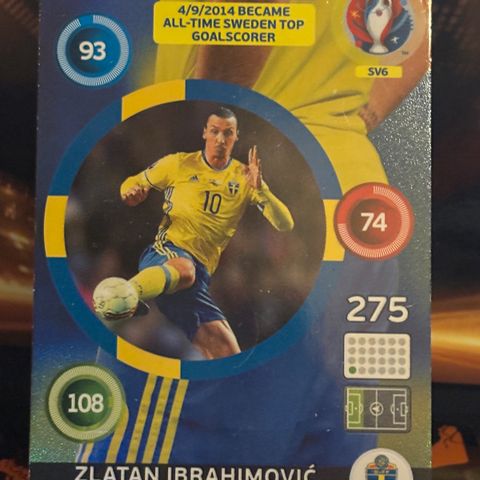 4/9/2014 BECAME
ALL-TIME SWEDEN TOP
GOALSCORER
93
SV6
10
74
275
108
ZLATAN IBRAHIMOVIĆ